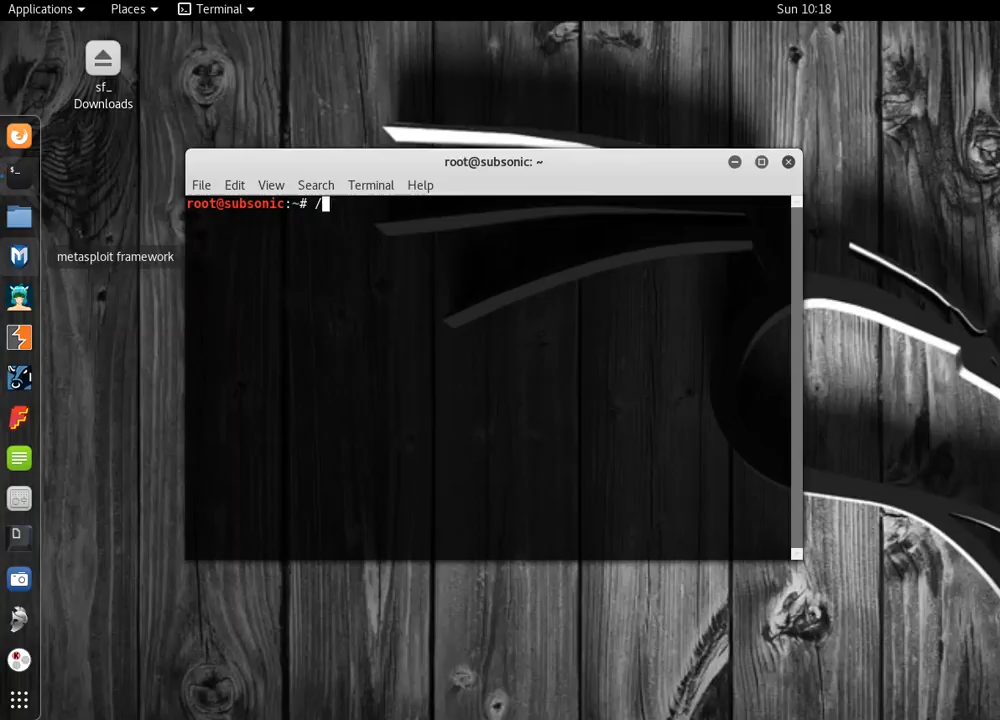 Applications Places Terminal Sun 10:18
sf_
Downloads
root@subsonic: ~
File Edit View Search Terminal Help
root@subsonic:~# /
metasploit framework